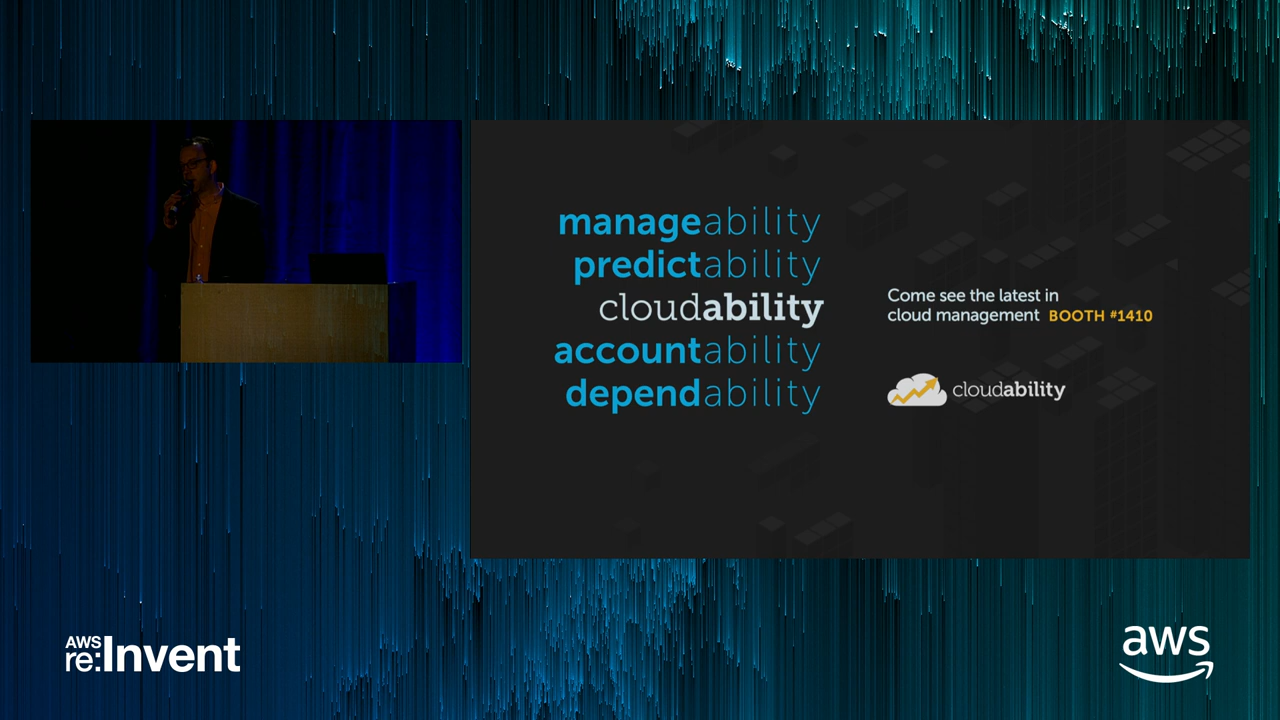 manageability
predictability
cloudability
accountability
dependability
Come see the latest in
cloud management BOOTH #1410
cloudability
AWS
re:Invent
aws